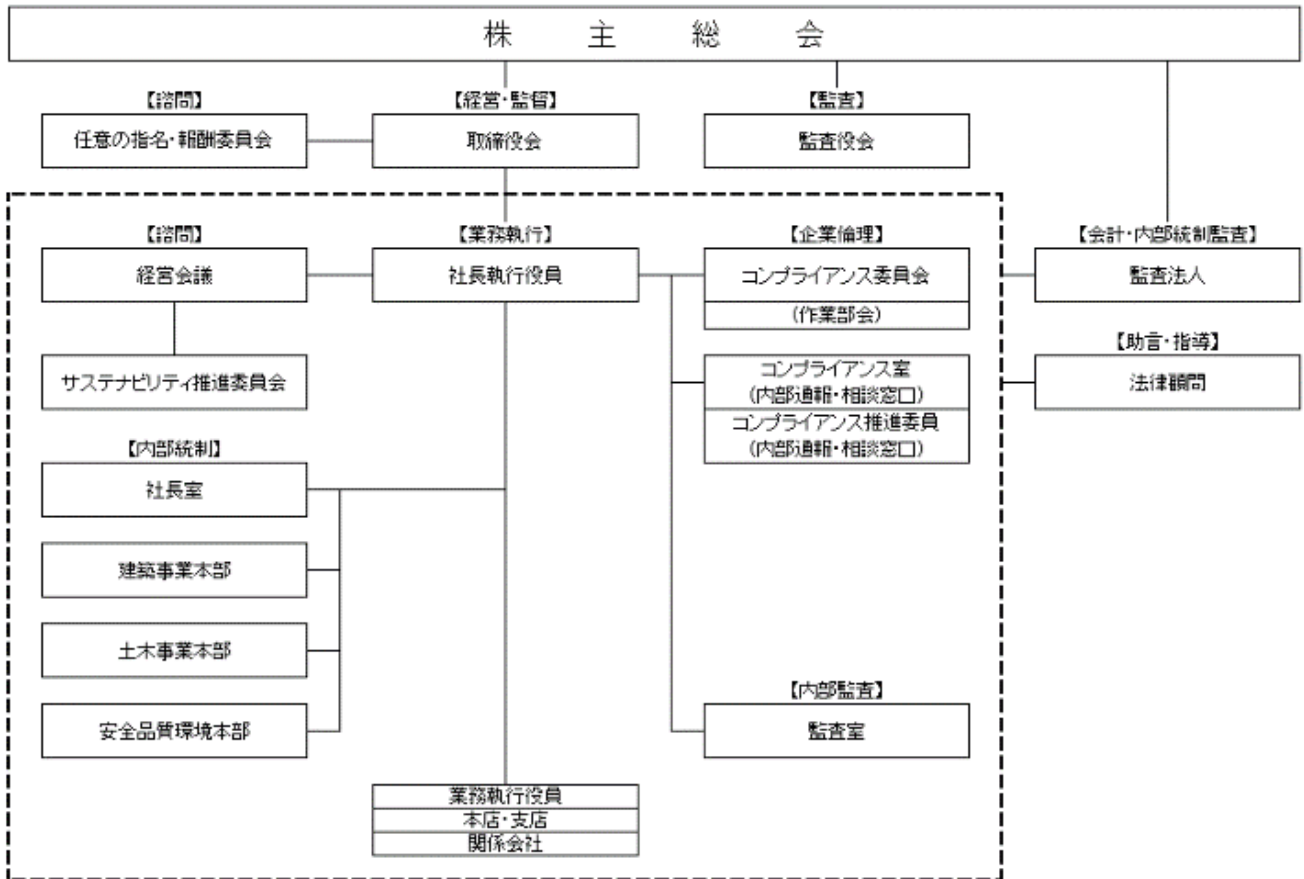 株主総会
【諮問】
任意の指名・報酬委員会
【経営・監督】
取締役会
【監査】
監査役会
【諮問】
経営会議
【業務執行】
社長執行役員
【企業倫理】
コンプライアンス委員会
(作業部会)
【会計・内部統制監査】
監査法人
サステナビリティ推進委員会
コンプライアンス室
(内部通報・相談窓口)
コンプライアンス推進委員
(内部通報・相談窓口)
【助言・指導】
法律顧問
【内部統制】
社長室
建築事業本部
土木事業本部
安全品質環境本部
【内部監査】
監査室
業務執行役員
本店・支店
関係会社